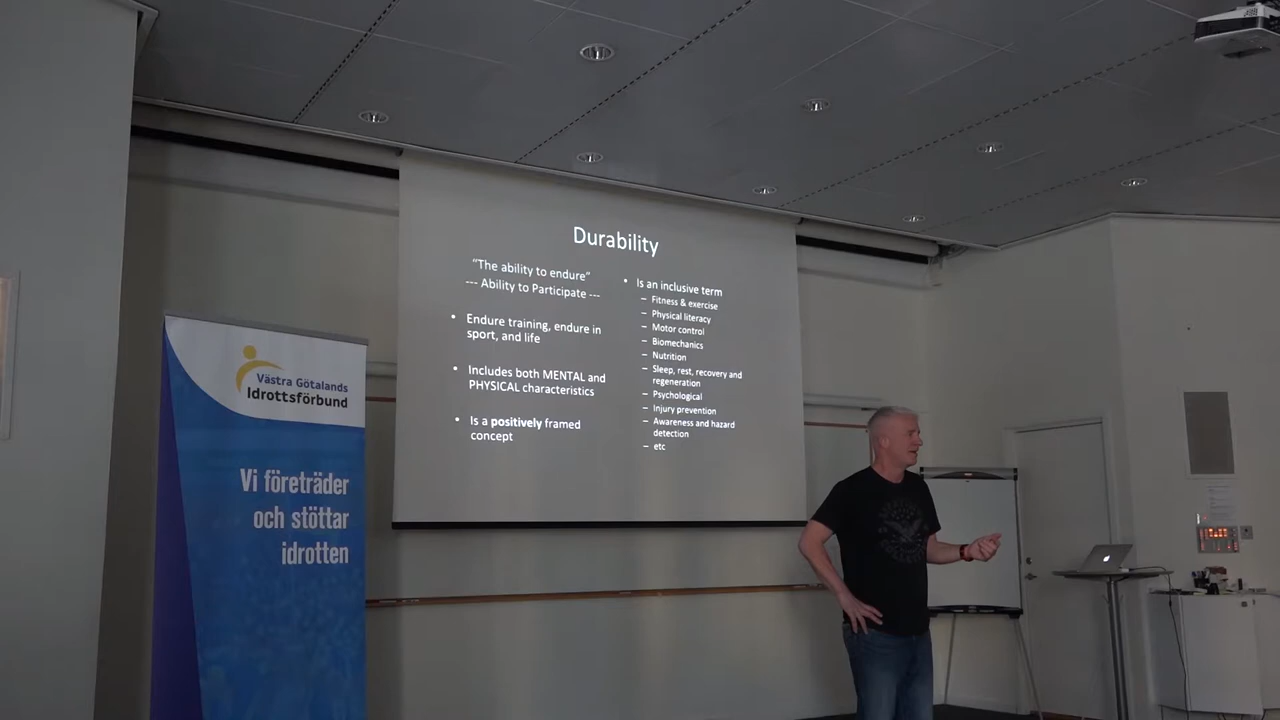 Durability
"The ability to endure"
--- Ability to Participate ---
• Endure training, endure in
sport, and life
• Includes both MENTAL and
PHYSICAL characteristics
• Is a positively framed
concept
• Is an inclusive term
– Fitness & exercise
– Physical literacy
– Motor control
– Biomechanics
– Nutrition
– Sleep, rest, recovery and
regeneration
– Psychological
– Injury prevention
– Awareness and hazard
detection
– etc
Västra Götalands
Idrottsförbund
Vi företräder
och stöttar
idrotten